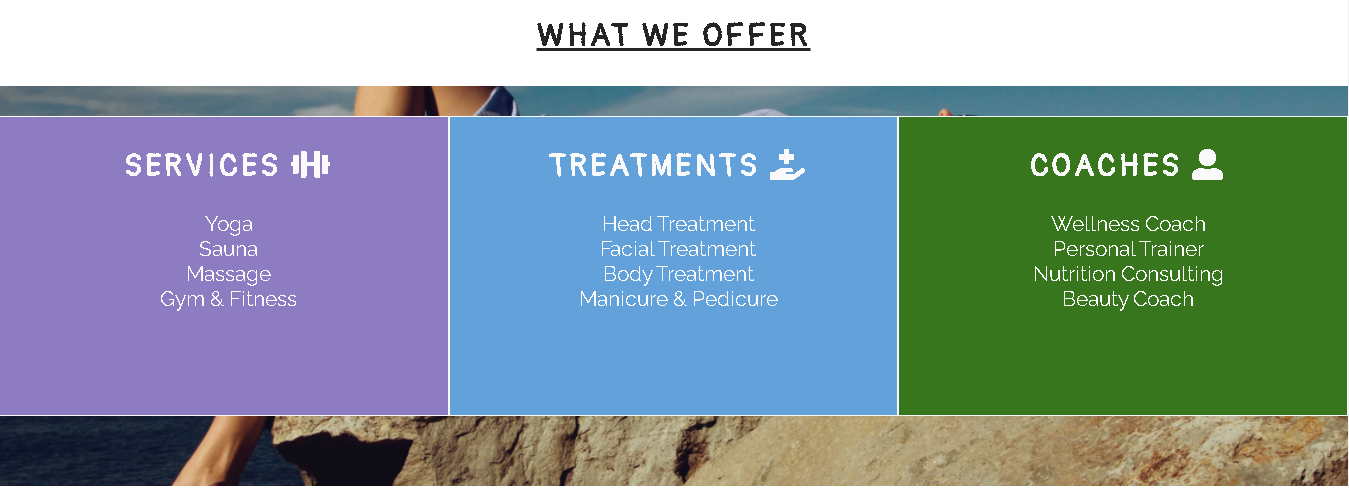 WHAT WE OFFER
SERVICES
Yoga
Sauna
Massage
Gym & Fitness
TREATMENTS
Head Treatment
Facial Treatment
Body Treatment
Manicure & Pedicure
COACHES
Wellness Coach
Personal Trainer
Nutrition Consulting
Beauty Coach